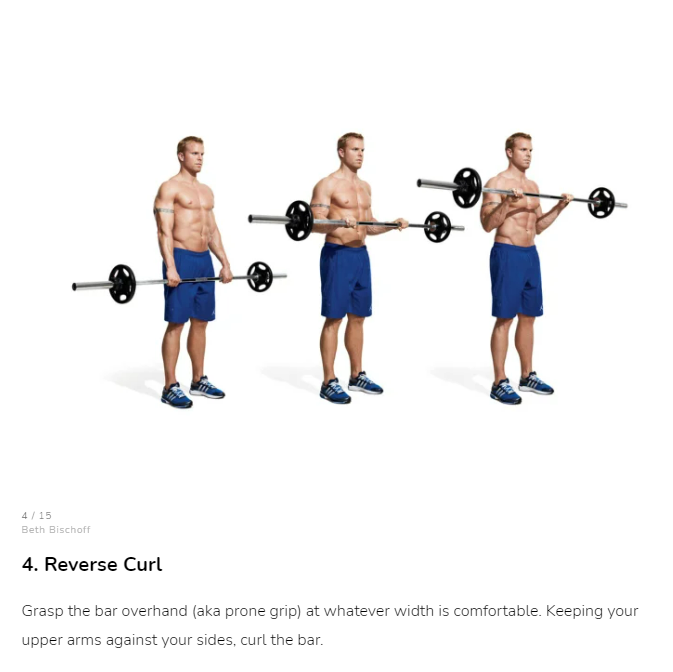 4 / 15
Beth Bischoff
4. Reverse Curl
Grasp the bar overhand (aka prone grip) at whatever width is comfortable. Keeping your
upper arms against your sides, curl the bar.